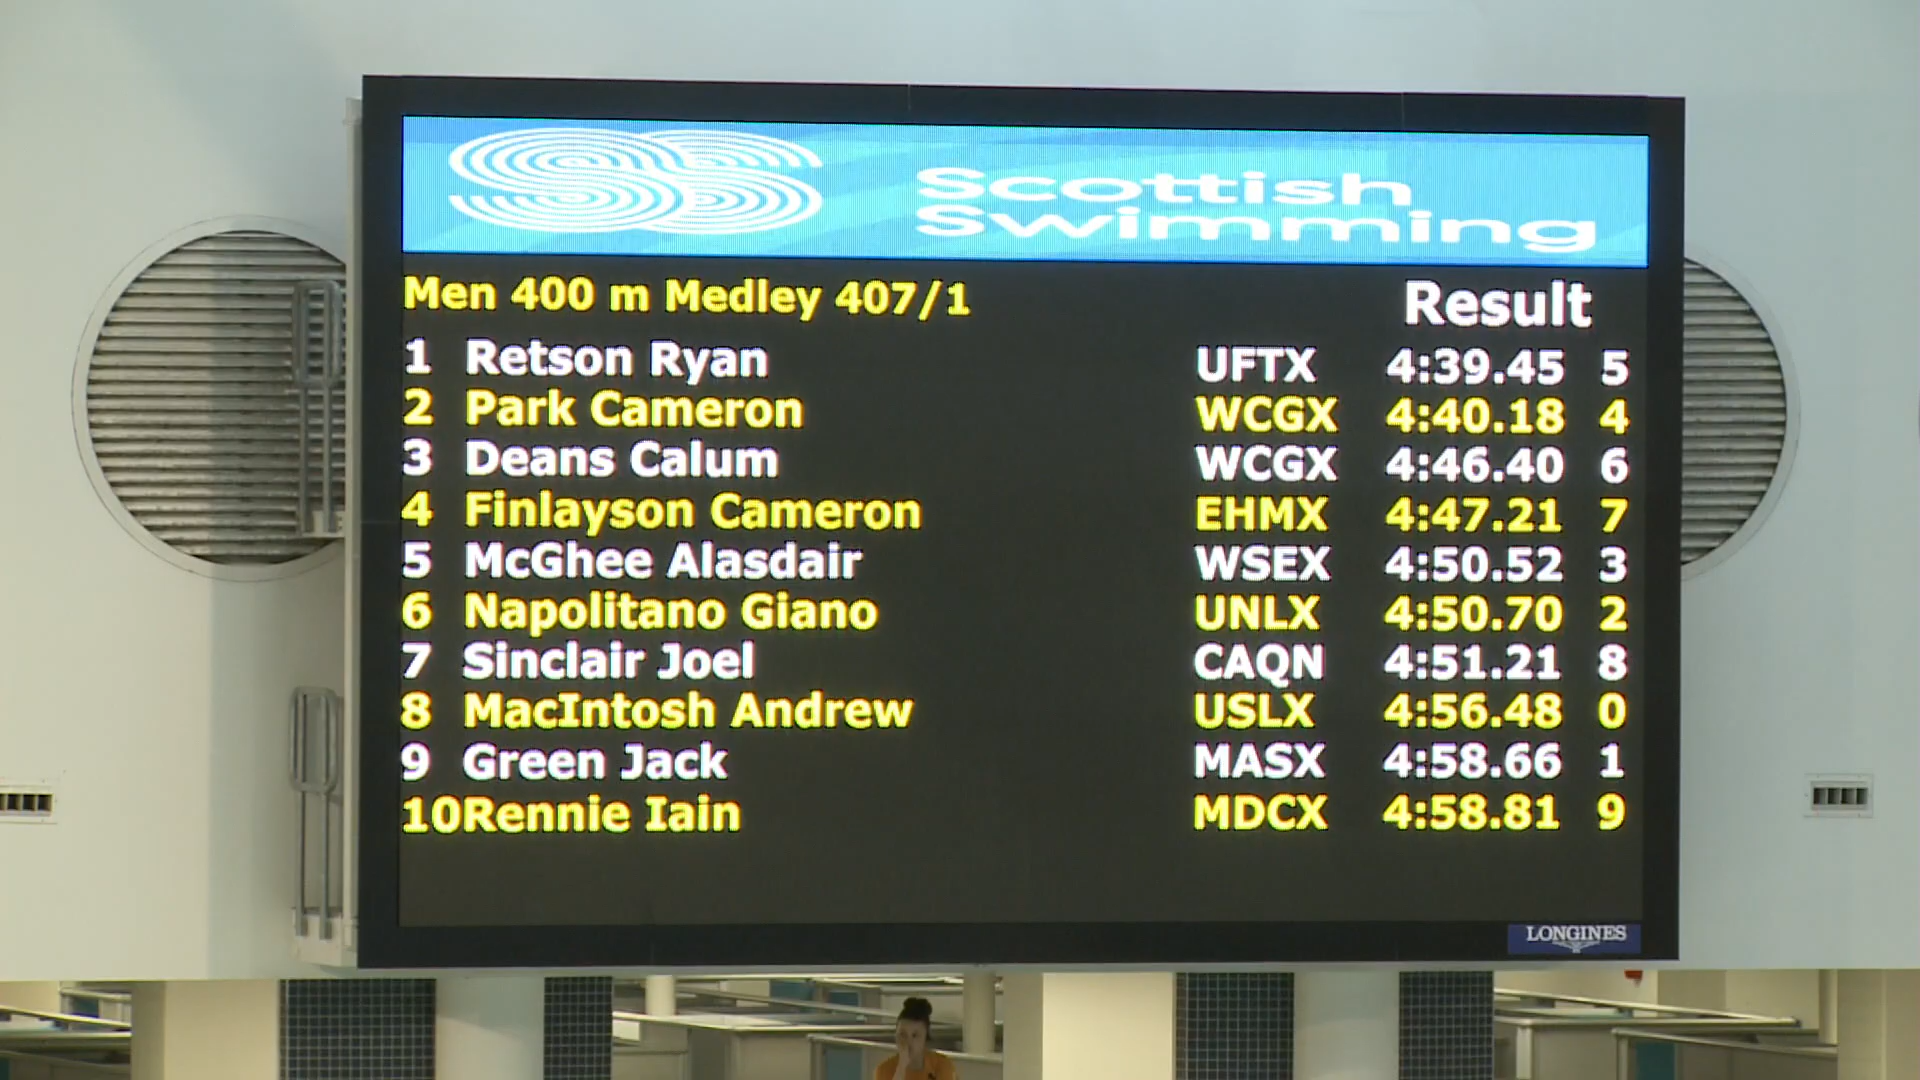 Scottish
Swimming
Men 400 m Medley 407/1 Result
1 Retson Ryan UFTX 4:39.45 5
2 Park Cameron WCGX 4:40.18 4
3 Deans Calum WCGX 4:46.40 6
4 Finlayson Cameron EHMX 4:47.21 7
5 McGhee Alasdair WSEX 4:50.52 3
6 Napolitano Giano UNLX 4:50.70 2
7 Sinclair Joel CAQN 4:51.21 8
8 MacIntosh Andrew USLX 4:56.48 0
9 Green Jack MASX 4:58.66 1
10 Rennie Iain MDCX 4:58.81 9
LONGINES